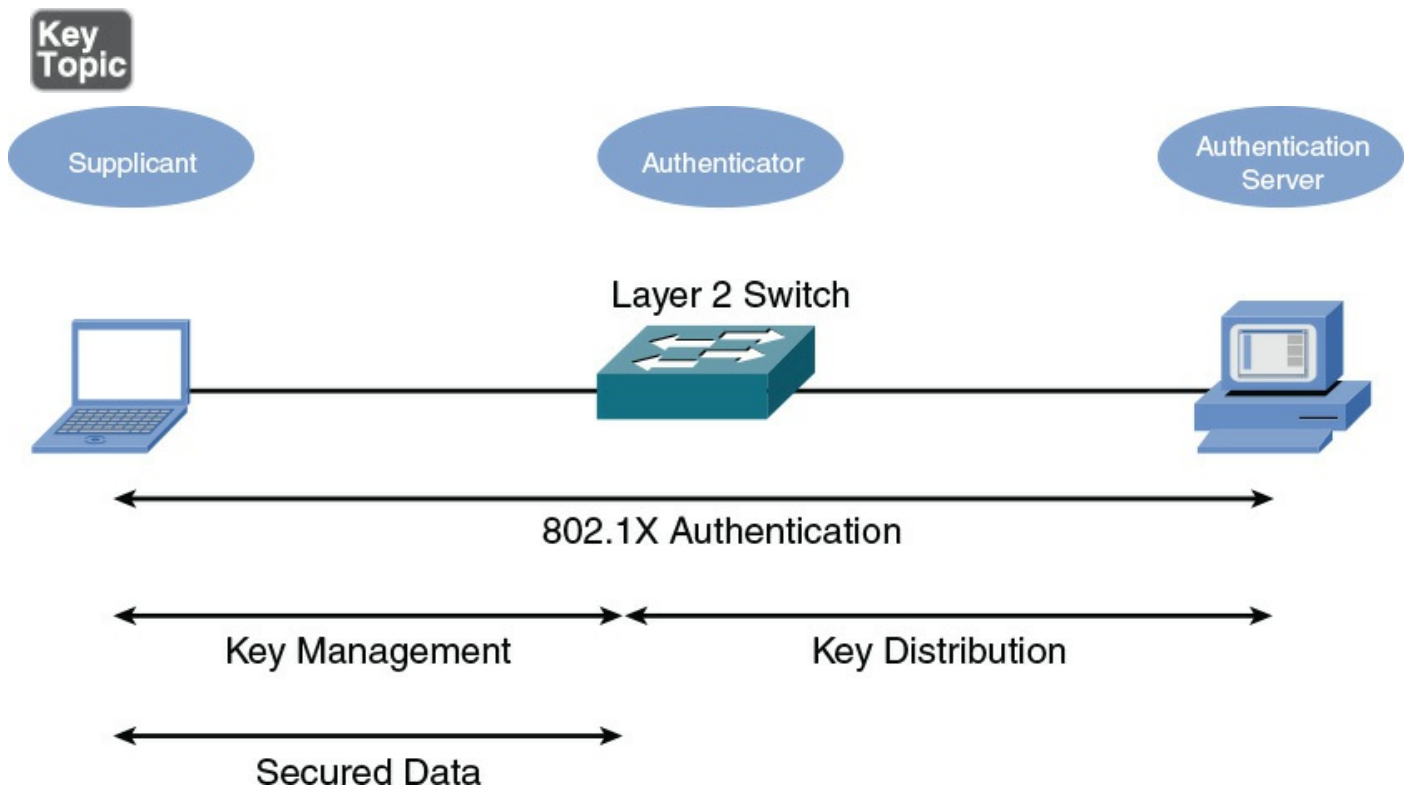 Key
Topic
Supplicant
Authenticator
Authentication
Server
Layer 2 Switch
802.1X Authentication
Key Management
Key Distribution
Secured Data